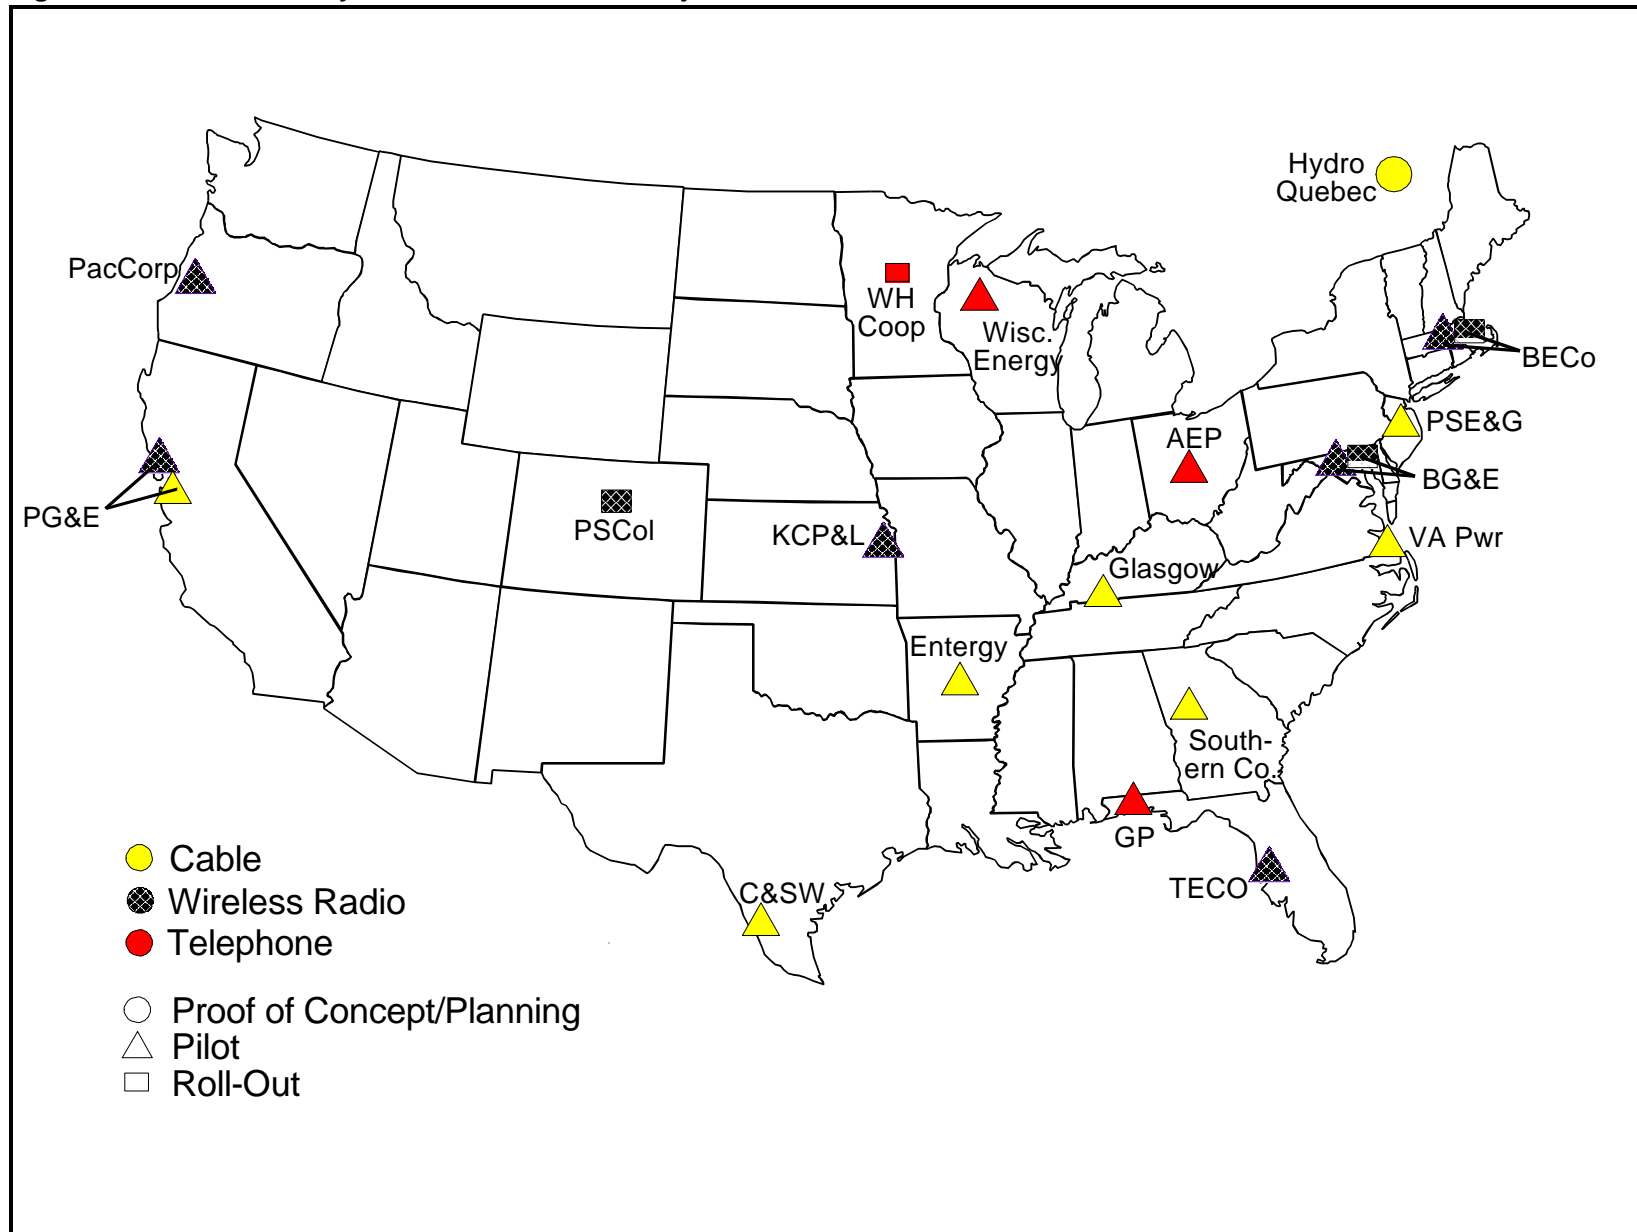 Hydro
Quebec
PacCorp
WH
Coop
Wisc.
Energy
BECo
PSE&G
AEP
BG&E
PG&E
PSCol
KCP&L
VA Pwr
Glasgow
Entergy
South-
ern Co.
GP
TECO
C&SW
Cable
Wireless Radio
Telephone
Proof of Concept/Planning
Pilot
Roll-Out